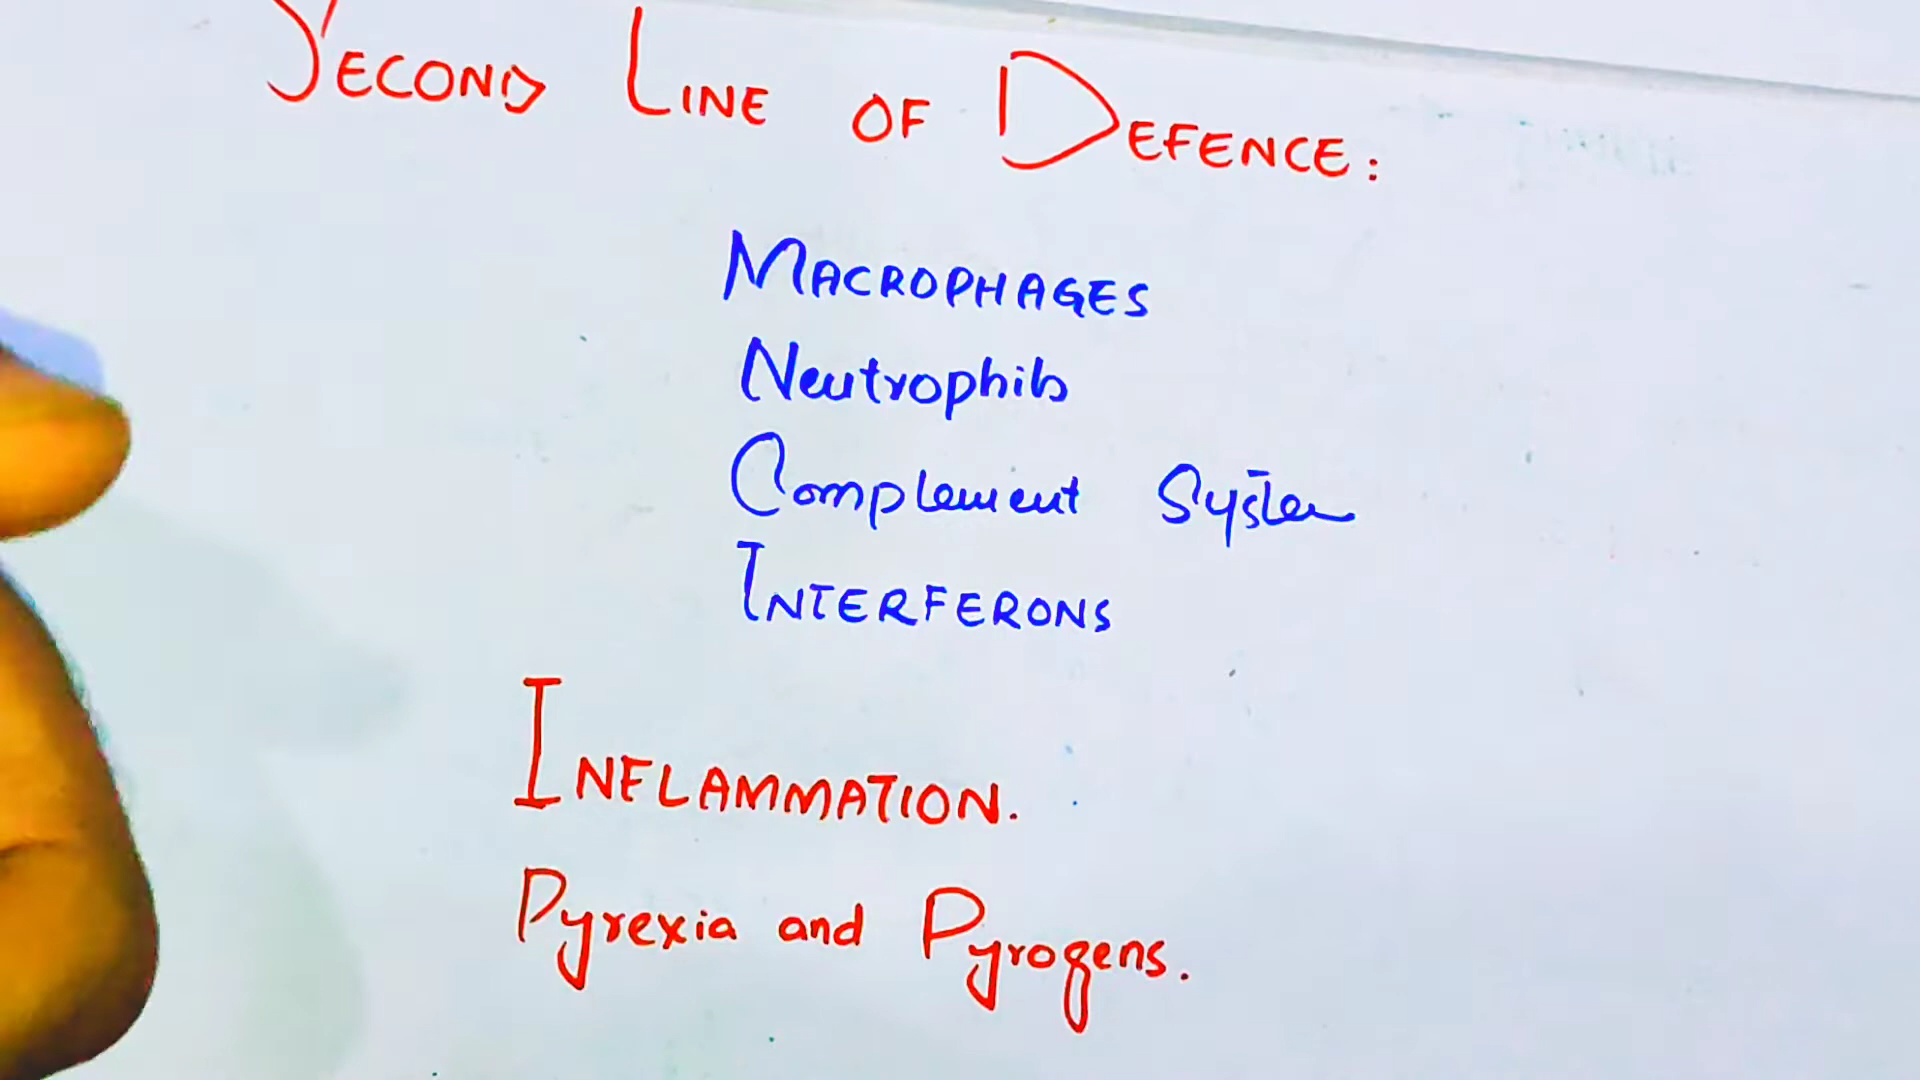 SECOND LINE OF DEFENCE:
MACROPHAGES
Neutrophils
Complement System
INTERFERONS
INFLAMMATION.
Pyrexia and Pyrogens.